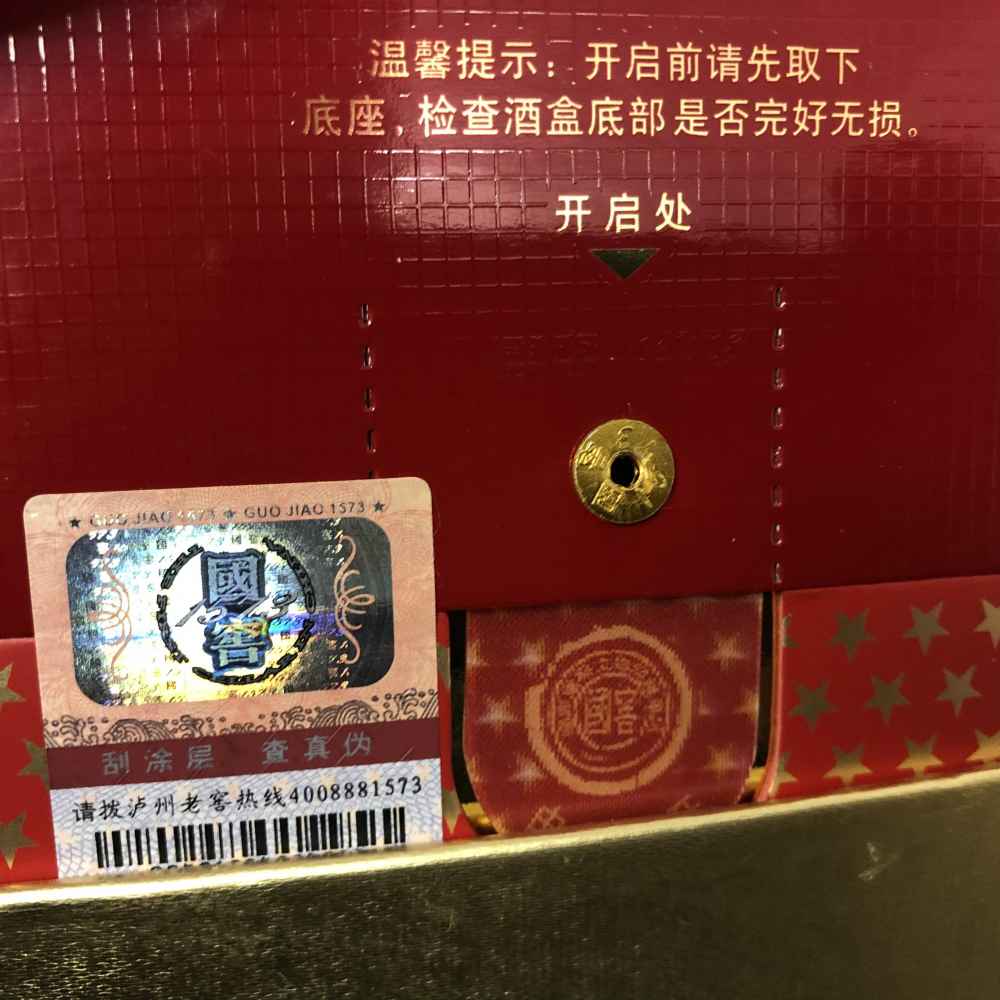 温馨提示：开启前请先取下
底座，检查酒盒底部是否完好无损。
开启处
★ GUO JIAO 1573 ★ GUO JIAO 1573 ★
國
1573
窖
刮涂层 查真伪
请拨泸州老窖热线4008881573